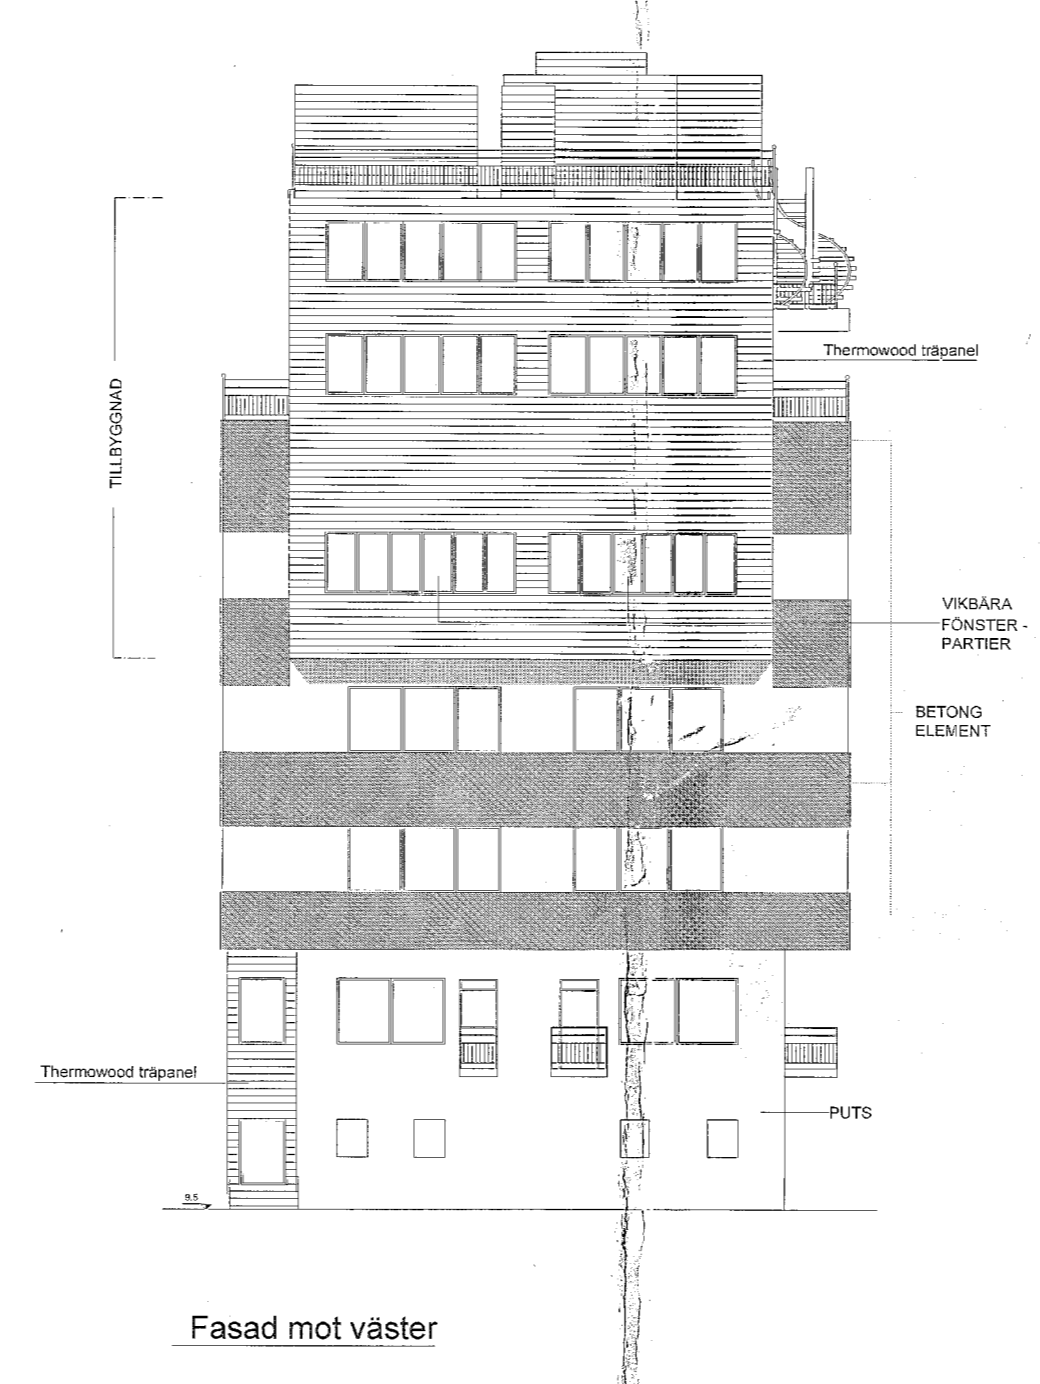 Thermowood träpanel
TILLBYGGNAD
VIKBÄRA
FÖNSTER -
PARTIER
BETONG
ELEMENT
Thermowood träpanel
PUTS
9.5
Fasad mot väster